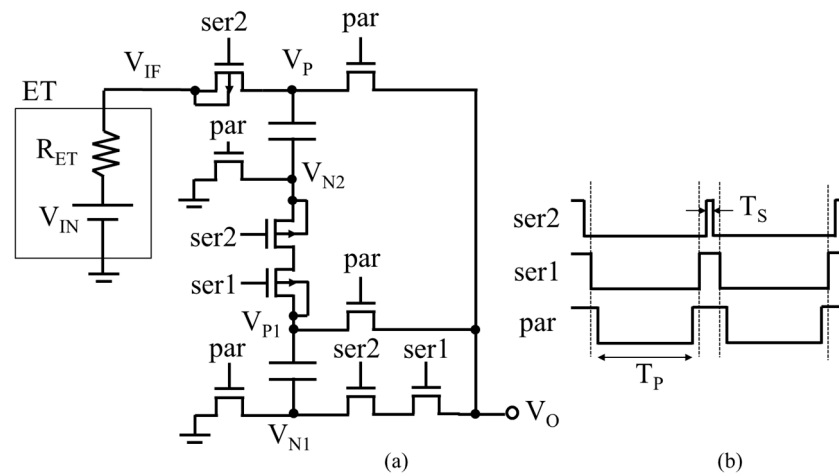 ser2
par
V_IF
V_P
ET
R_ET
V_IN
par
V_N2
ser2
ser1
par
V_P1
par
ser2
ser1
V_N1
V_O
(a)
ser2
T_S
ser1
par
T_P
(b)